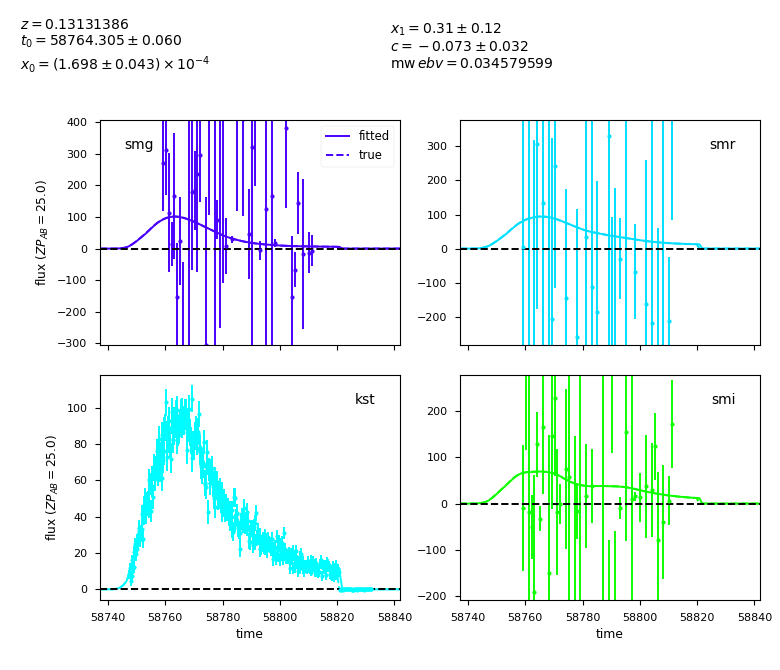 z = 0.13131386
t₀ = 58764.305 ± 0.060
x₀ = (1.698 ± 0.043) × 10⁻⁴
x₁ = 0.31 ± 0.12
c = −0.073 ± 0.032
mw ebv = 0.034579599
smg
fitted
true
flux (ZP_AB = 25.0)
400
300
200
100
0
−100
−200
−300
smr
300
200
100
0
−100
−200
kst
flux (ZP_AB = 25.0)
100
80
60
40
20
0
58740 58760 58780 58800 58820 58840
time
smi
200
100
0
−100
−200
58740 58760 58780 58800 58820 58840
time